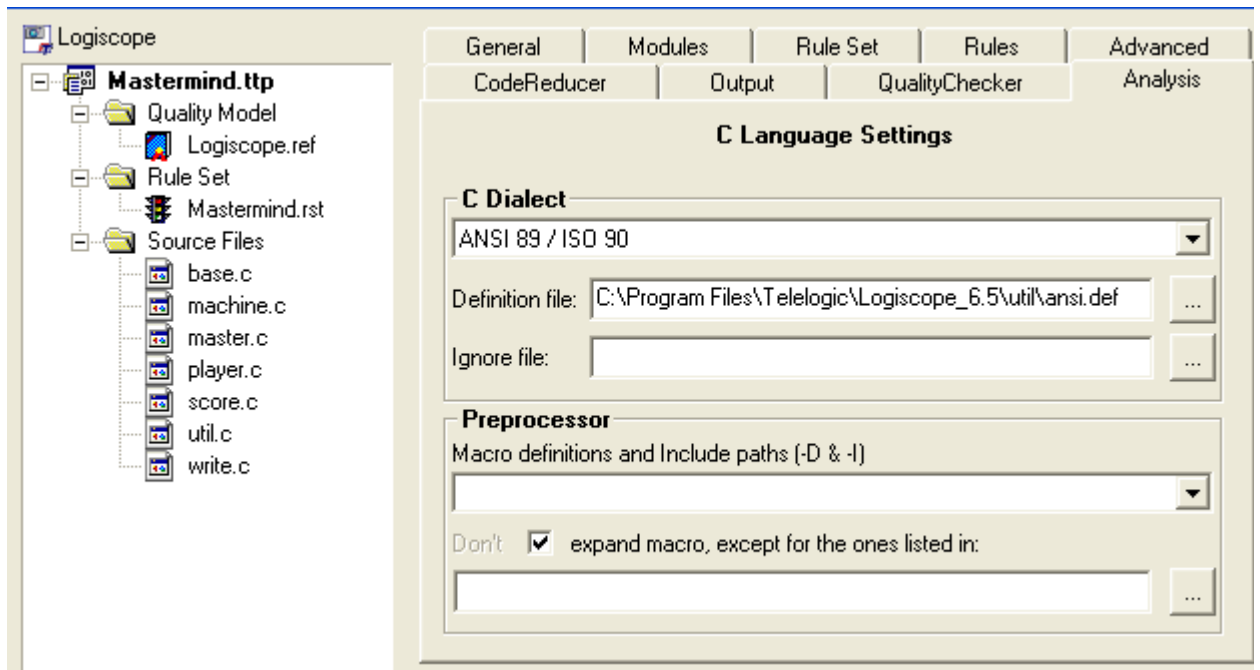 Logiscope
Mastermind.ttp
Quality Model
Logiscope.ref
Rule Set
Mastermind.rst
Source Files
base.c
machine.c
master.c
player.c
score.c
util.c
write.c
General Modules Rule Set Rules Advanced
CodeReducer Output QualityChecker Analysis
C Language Settings
C Dialect
ANSI 89 / ISO 90
Definition file: C:\Program Files\Telelogic\Logiscope_6.5\util\ansi.def ...
Ignore file: ...
Preprocessor
Macro definitions and Include paths (-D & -I)
Don't expand macro, except for the ones listed in:
...